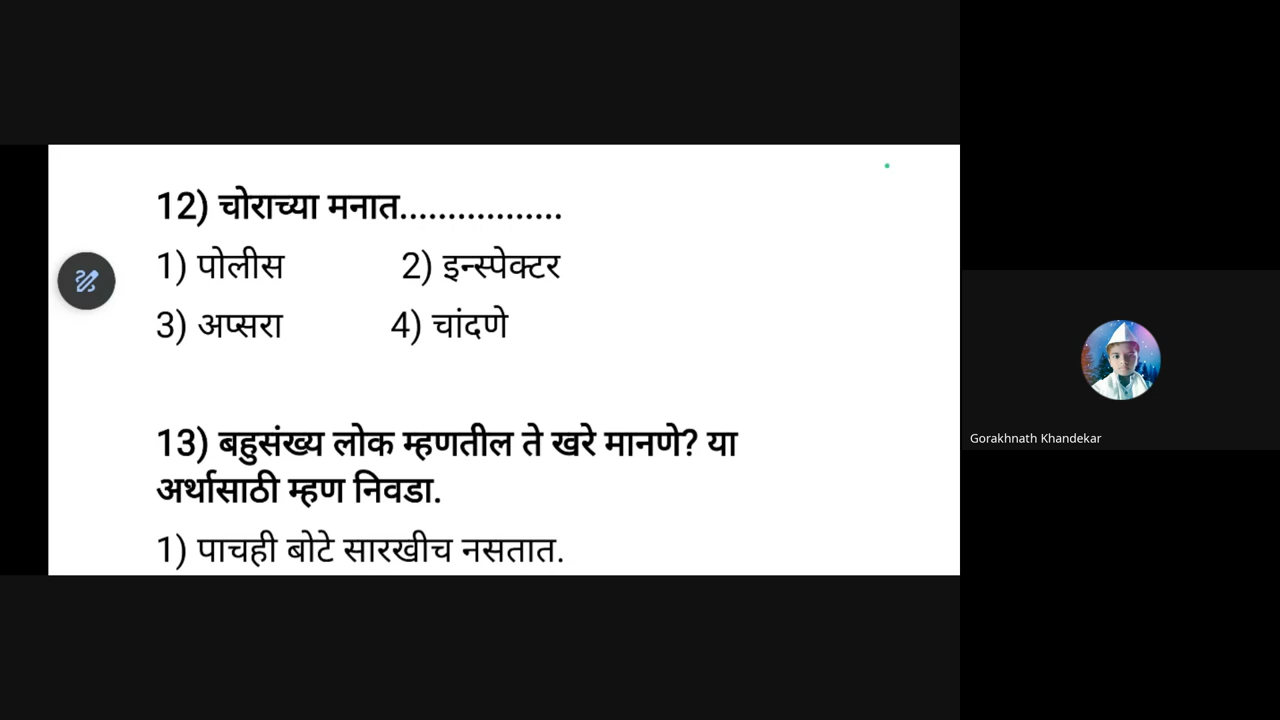 12) चोराच्या मनात.................
1) पोलीस 2) इन्स्पेक्टर
3) अप्सरा 4) चांदणे
13) बहुसंख्य लोक म्हणतील ते खरे मानणे? या
अर्थासाठी म्हण निवडा.
1) पाचही बोटे सारखीच नसतात.
Gorakhnath Khandekar